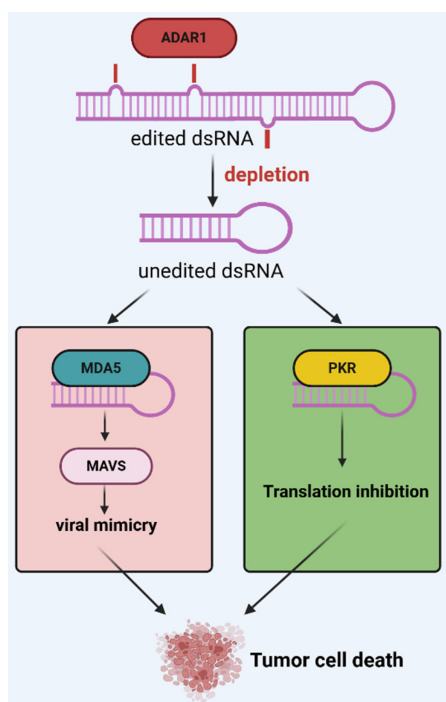 ADAR1
I I
I
edited dsRNA
depletion
unedited dsRNA
MDA5
PKR
MAVS
Translation inhibition
viral mimicry
Tumor cell death